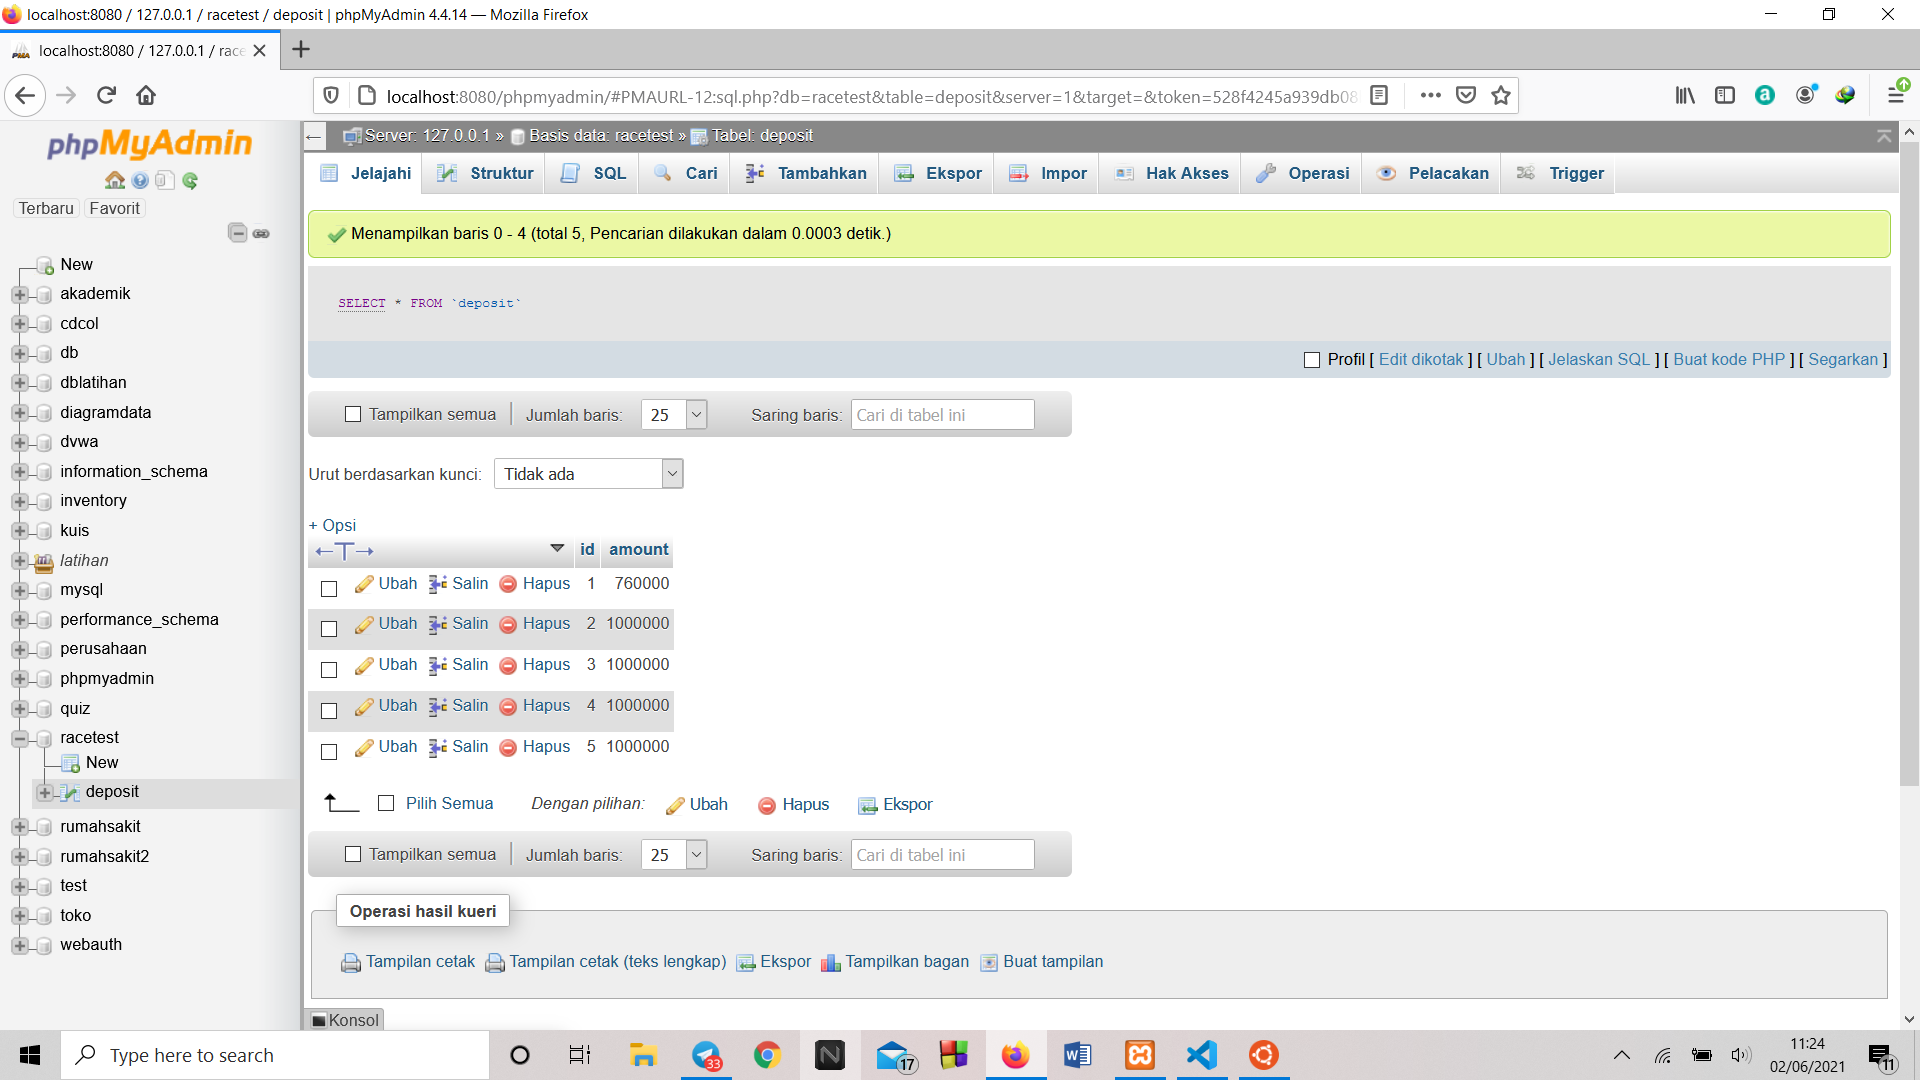 localhost:8080 / 127.0.0.1 / racetest / deposit | phpMyAdmin 4.4.14 — Mozilla Firefox
localhost:8080 / 127.0.0.1 / race
localhost:8080/phpmyadmin/#PMAURL-12:sql.php?db=racetest&table=deposit&server=1&target=&token=528f4245a939db08
phpMyAdmin
Terbaru Favorit
New
akademik
cdcol
db
dblatihan
diagramdata
dvwa
information_schema
inventory
kuis
latihan
mysql
performance_schema
perusahaan
phpmyadmin
quiz
racetest
New
deposit
rumahsakit
rumahsakit2
test
toko
webauth
Server: 127.0.0.1 » Basis data: racetest » Tabel: deposit
Jelajahi Struktur SQL Cari Tambahkan Ekspor Impor Hak Akses Operasi Pelacakan Trigger
Menampilkan baris 0 - 4 (total 5, Pencarian dilakukan dalam 0.0003 detik.)
SELECT * FROM `deposit`
Profil [ Edit dikotak ] [ Ubah ] [ Jelaskan SQL ] [ Buat kode PHP ] [ Segarkan ]
Tampilkan semua Jumlah baris: 25 Saring baris: Cari di tabel ini
Urut berdasarkan kunci: Tidak ada
+ Opsi
←T→ id amount
Ubah Salin Hapus 1 760000
Ubah Salin Hapus 2 1000000
Ubah Salin Hapus 3 1000000
Ubah Salin Hapus 4 1000000
Ubah Salin Hapus 5 1000000
Pilih Semua Dengan pilihan: Ubah Hapus Ekspor
Tampilkan semua Jumlah baris: 25 Saring baris: Cari di tabel ini
Operasi hasil kueri
Tampilan cetak Tampilan cetak (teks lengkap) Ekspor Tampilkan bagan Buat tampilan
Konsol
Type here to search
33
17
11:24
02/06/2021
11